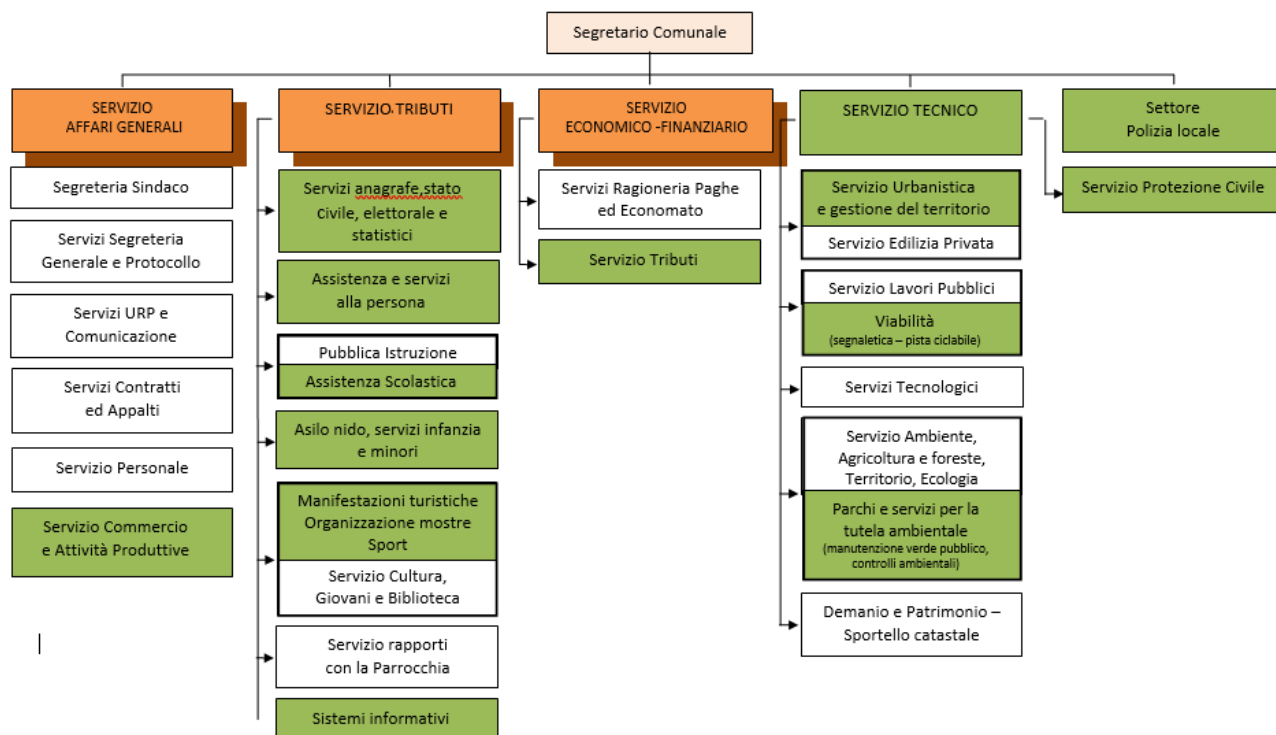 Segretario Comunale
SERVIZIO
AFFARI GENERALI
Segreteria Sindaco
Servizi Segreteria
Generale e Protocollo
Servizi URP e
Comunicazione
Servizi Contratti
ed Appalti
Servizio Personale
Servizio Commercio
e Attività Produttive
SERVIZIO TRIBUTI
Servizi anagrafe,stato
Civile, elettorale e
statistici
Assistenza e servizi
alla persona
Pubblica Istruzione
Assistenza Scolastica
Asilo nido, servizi infanzia
e minori
Manifestazioni turistiche
Organizzazione mostre
Sport
Servizio Cultura,
Giovani e Biblioteca
Servizio rapporti
con la Parrocchia
Sistemi informativi
SERVIZIO
ECONOMICO -FINANZIARIO
Servizi Ragioneria Paghe
ed Economato
Servizio Tributi
SERVIZIO TECNICO
Servizio Urbanistica
e gestione del territorio
Servizio Edilizia Privata
Servizio Lavori Pubblici
Viabilità
(segnaletica – pista ciclabile)
Servizi Tecnologici
Servizio Ambiente,
Agricoltura e foreste,
Territorio, Ecologia
Parchi e servizi per la
tutela ambientale
(manutenzione verde pubblico,
controlli ambientali)
Demanio e Patrimonio –
Sportello catastale
Settore
Polizia locale
Servizio Protezione Civile